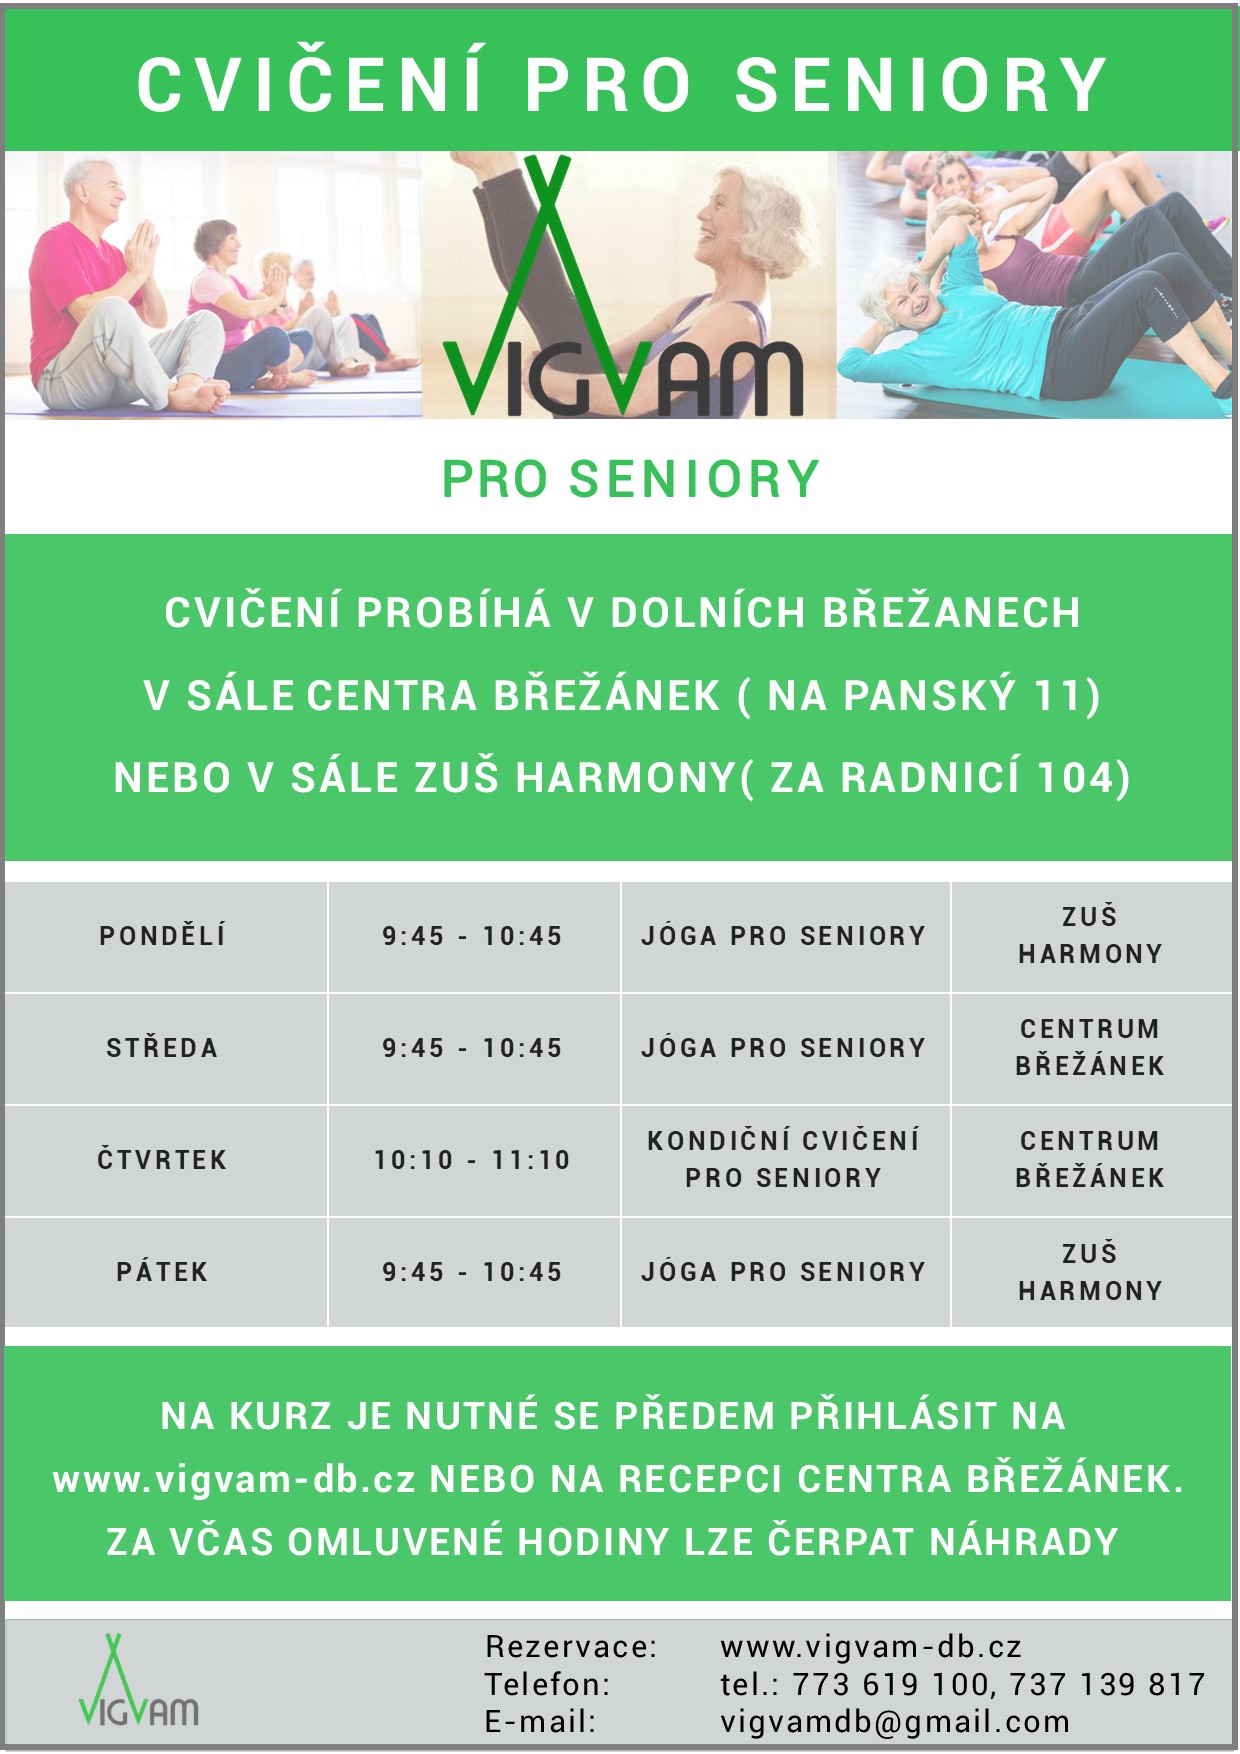 CVIČENÍ PRO SENIORY
VIGVAM
PRO SENIORY
CVIČENÍ PROBÍHÁ V DOLNÍCH BŘEŽANECH
V SÁLE CENTRA BŘEŽÁNEK ( NA PANSKÝ 11)
NEBO V SÁLE ZUŠ HARMONY( ZA RADNICÍ 104)
PONDĚLÍ 9:45 - 10:45 JÓGA PRO SENIORY ZUŠ
HARMONY
STŘEDA 9:45 - 10:45 JÓGA PRO SENIORY CENTRUM
BŘEŽÁNEK
ČTVRTEK 10:10 - 11:10 KONDIČNÍ CVIČENÍ
PRO SENIORY
CENTRUM
BŘEŽÁNEK
PÁTEK 9:45 - 10:45 JÓGA PRO SENIORY ZUŠ
HARMONY
NA KURZ JE NUTNÉ SE PŘEDEM PŘIHLÁSIT NA
www.vigvam-db.cz NEBO NA RECEPCI CENTRA BŘEŽÁNEK.
ZA VČAS OMLUVENÉ HODINY LZE ČERPAT NÁHRADY
VIGVAM
Rezervace: www.vigvam-db.cz
Telefon: tel.: 773 619 100, 737 139 817
E-mail: vigvamdb@gmail.com